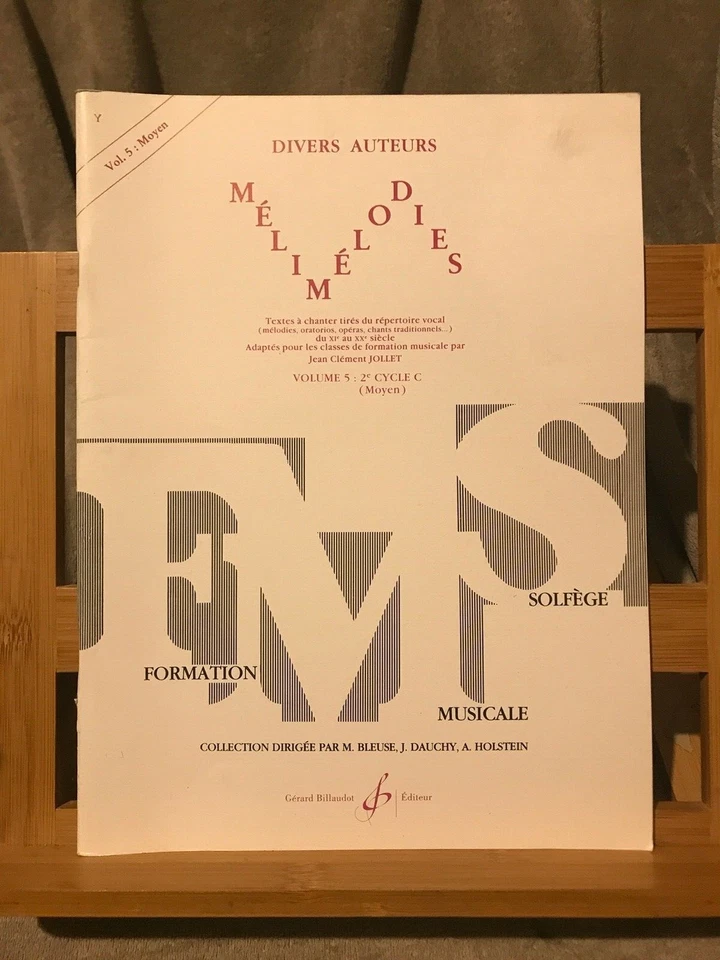 Y
Vol. 5 : Moyen
DIVERS AUTEURS
MÉLIMÉLODIES
Textes à chanter tirés du répertoire vocal
(mélodies, oratorios, opéras, chants traditionnels...)
du XIe au XXe siècle
Adaptés pour les classes de formation musicale par
Jean Clément JOLLET
VOLUME 5 : 2e CYCLE C
(Moyen)
FMS
SOLFÈGE
FORMATION
MUSICALE
COLLECTION DIRIGÉE PAR M. BLEUSE, J. DAUCHY, A. HOLSTEIN
Gérard Billaudot Éditeur